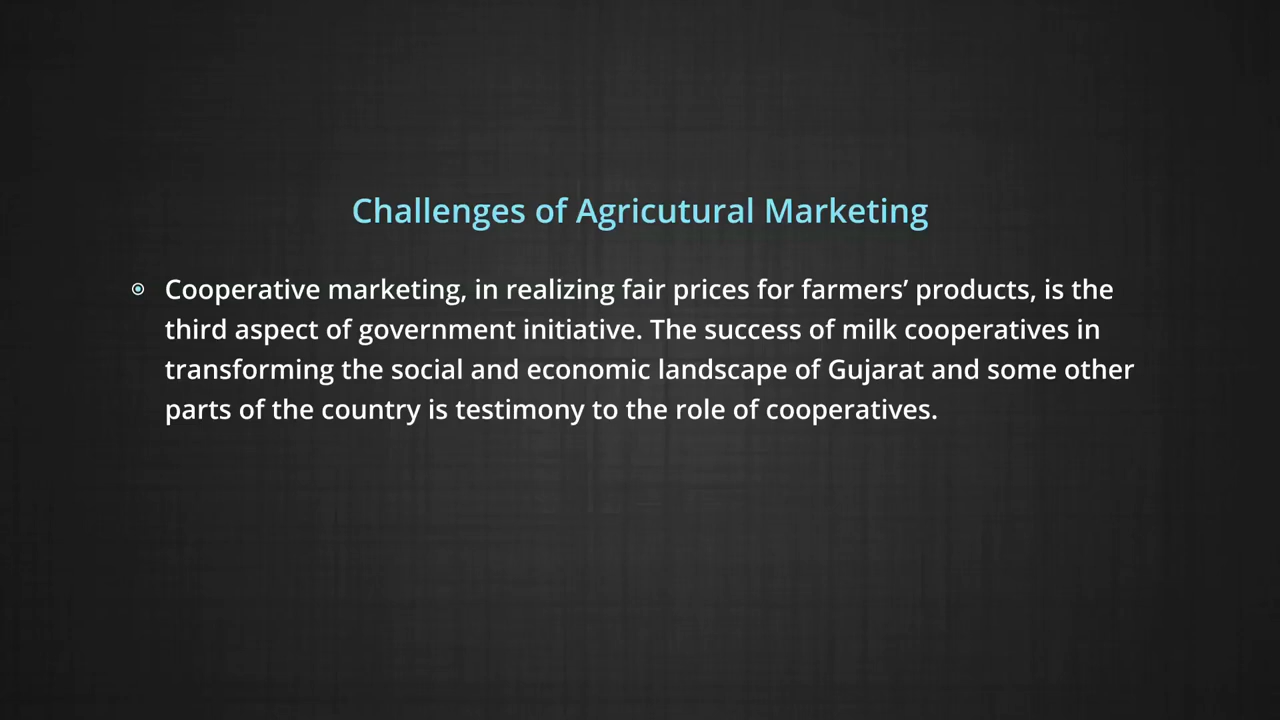 Challenges of Agricutural Marketing
Cooperative marketing, in realizing fair prices for farmers’ products, is the
third aspect of government initiative. The success of milk cooperatives in
transforming the social and economic landscape of Gujarat and some other
parts of the country is testimony to the role of cooperatives.